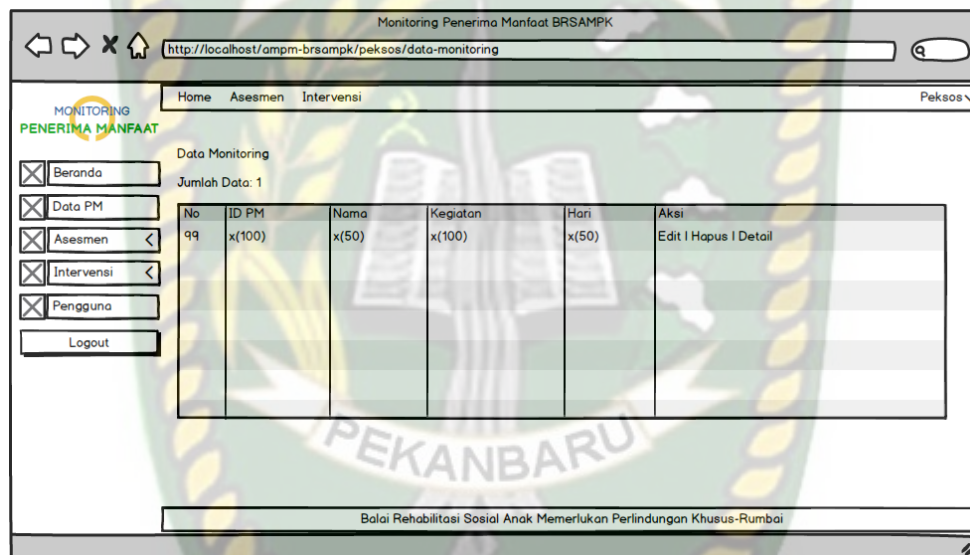 Monitoring Penerima Manfaat BRSAMPK
http://localhost/ampm-brsampk/peksos/data-monitoring
MONITORING
PENERIMA MANFAAT
Home Asesmen Intervensi Peksos
Beranda
Data PM
Asesmen <
Intervensi <
Pengguna
Logout
Data Monitoring
Jumlah Data: 1
No ID PM Nama Kegiatan Hari Aksi
99 x(100) x(50) x(100) x(50) Edit | Hapus | Detail
PEKANBARU
Balai Rehabilitasi Sosial Anak Memerlukan Perlindungan Khusus-Rumbai